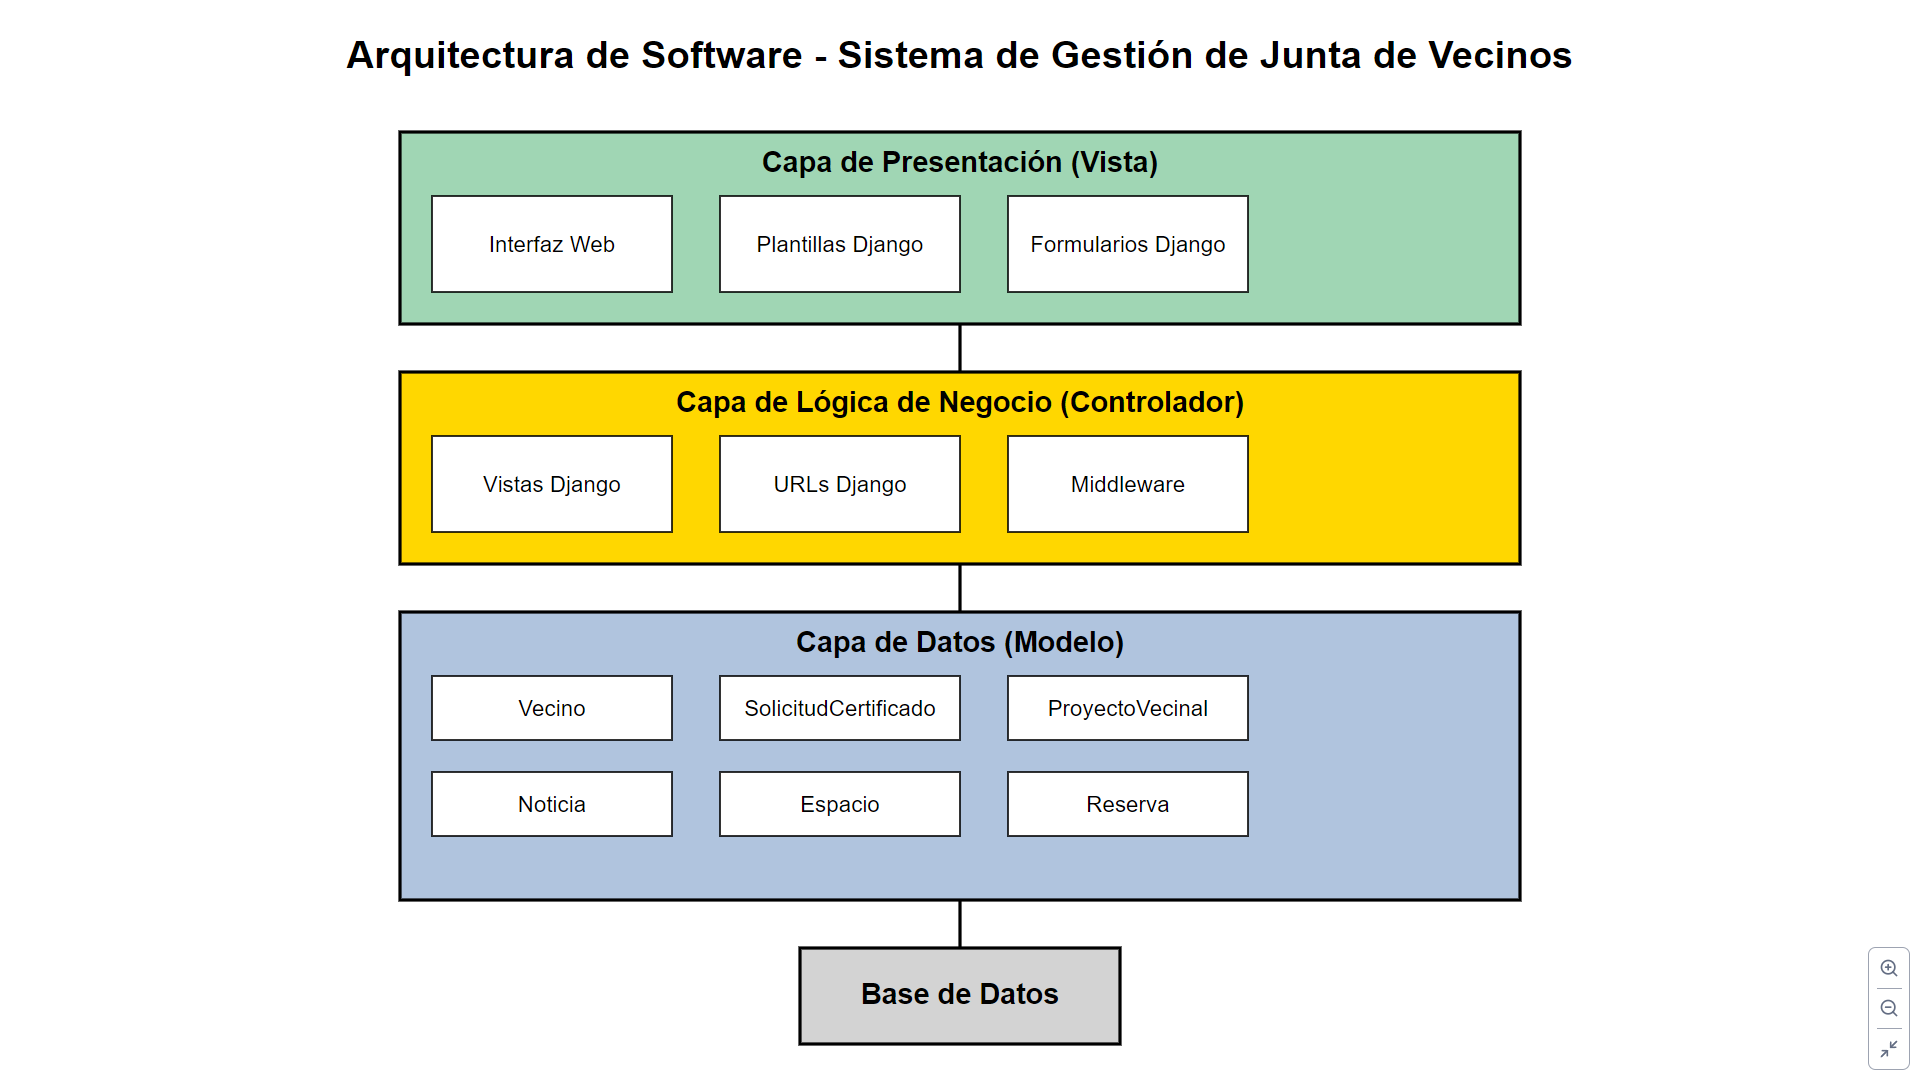 Arquitectura de Software - Sistema de Gestión de Junta de Vecinos
Capa de Presentación (Vista)
Interfaz Web
Plantillas Django
Formularios Django
Capa de Lógica de Negocio (Controlador)
Vistas Django
URLs Django
Middleware
Capa de Datos (Modelo)
Vecino
SolicitudCertificado
ProyectoVecinal
Noticia
Espacio
Reserva
Base de Datos